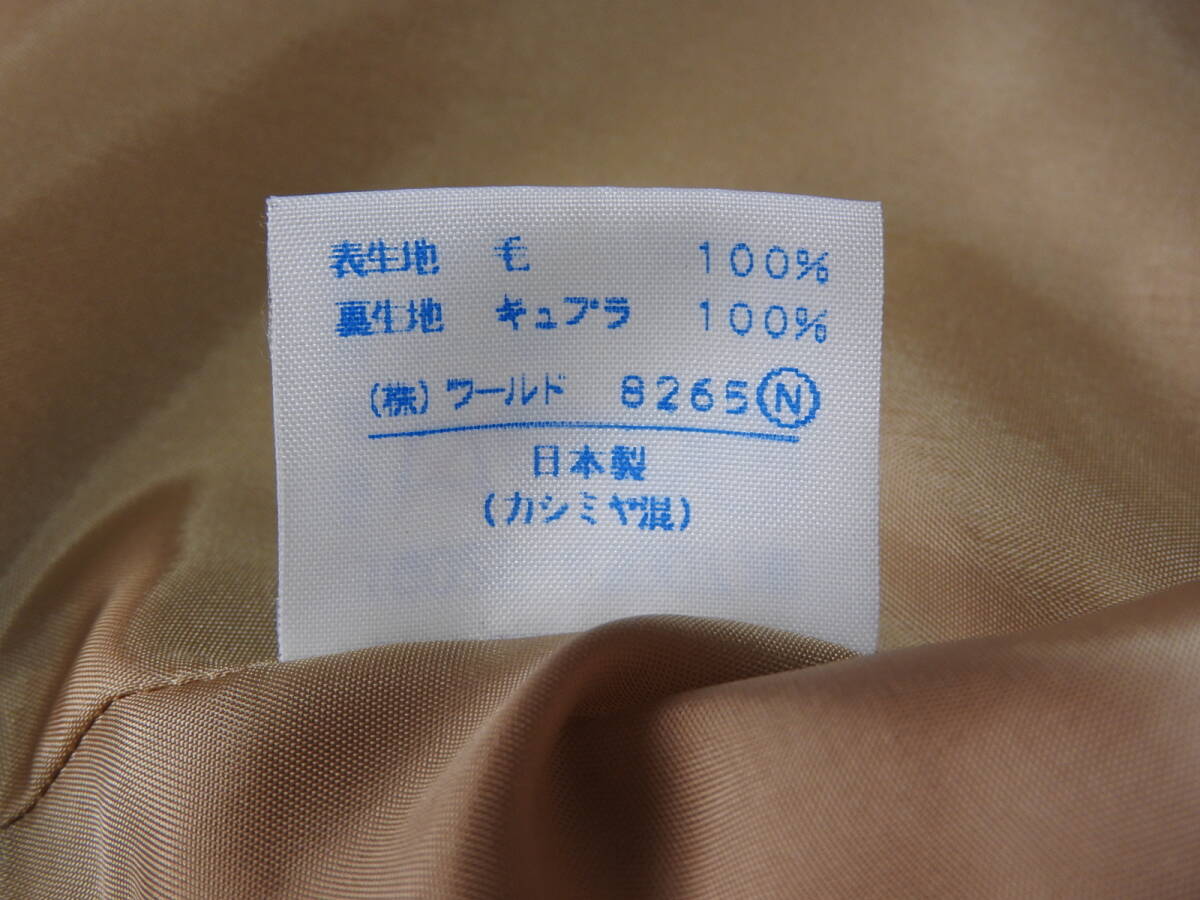 表生地 毛 100%
裏生地 キュプラ 100%
(株)ワールド 8265 Ⓝ
日本製
(カシミヤ混)